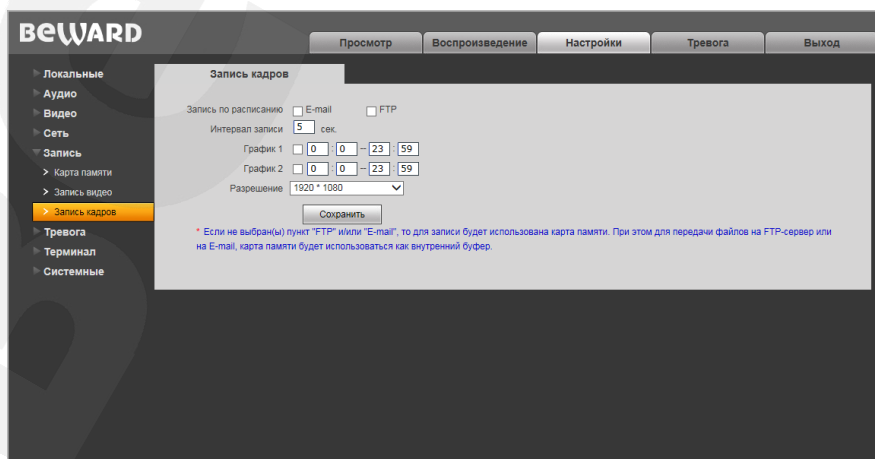 BEWARD
Просмотр Воспроизведение Настройки Тревога Выход
Локальные
Аудио
Видео
Сеть
Запись
Карта памяти
Запись видео
Запись кадров
Тревога
Терминал
Системные
Запись кадров
Запись по расписанию E-mail FTP
Интервал записи 5 сек.
График 1 0 : 0 -- 23 : 59
График 2 0 : 0 -- 23 : 59
Разрешение 1920 * 1080
Сохранить
* Если не выбран(ы) пункт "FTP" и/или "E-mail", то для записи будет использована карта памяти. При этом для передачи файлов на FTP-сервер или
на E-mail, карта памяти будет использоваться как внутренний буфер.